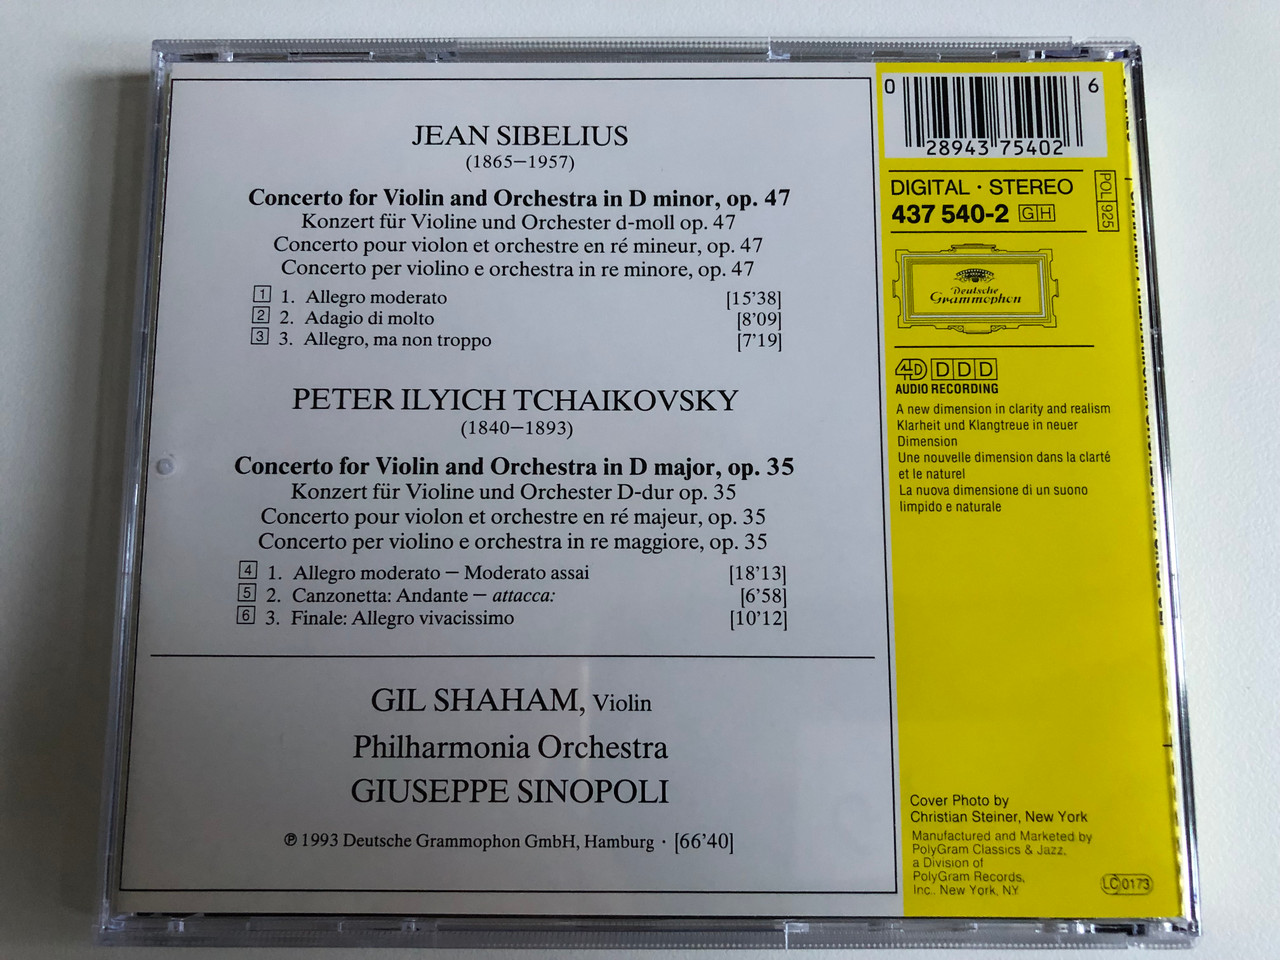 JEAN SIBELIUS
(1865–1957)
Concerto for Violin and Orchestra in D minor, op. 47
Konzert für Violine und Orchester d-moll op. 47
Concerto pour violon et orchestre en ré mineur, op. 47
Concerto per violino e orchestra in re minore, op. 47
1 1. Allegro moderato [15'38]
2 2. Adagio di molto [8'09]
3 3. Allegro, ma non troppo [7'19]
PETER ILYICH TCHAIKOVSKY
(1840–1893)
Concerto for Violin and Orchestra in D major, op. 35
Konzert für Violine und Orchester D-dur op. 35
Concerto pour violon et orchestre en ré majeur, op. 35
Concerto per violino e orchestra in re maggiore, op. 35
4 1. Allegro moderato – Moderato assai [18'13]
5 2. Canzonetta: Andante – attacca: [6'58]
6 3. Finale: Allegro vivacissimo [10'12]
GIL SHAHAM, Violin
Philharmonia Orchestra
GIUSEPPE SINOPOLI
℗ 1993 Deutsche Grammophon GmbH, Hamburg · [66'40]
0 28943 75402 6
DIGITAL · STEREO
437 540-2 GH
POL 925
Deutsche
Grammophon
4D DDD
AUDIO RECORDING
A new dimension in clarity and realism
Klarheit und Klangtreue in neuer
Dimension
Une nouvelle dimension dans la clarté
et le naturel
La nuova dimensione di un suono
limpido e naturale
Cover Photo by
Christian Steiner, New York
Manufactured and Marketed by
PolyGram Classics & Jazz,
a Division of
PolyGram Records,
Inc., New York, NY
LC 0173